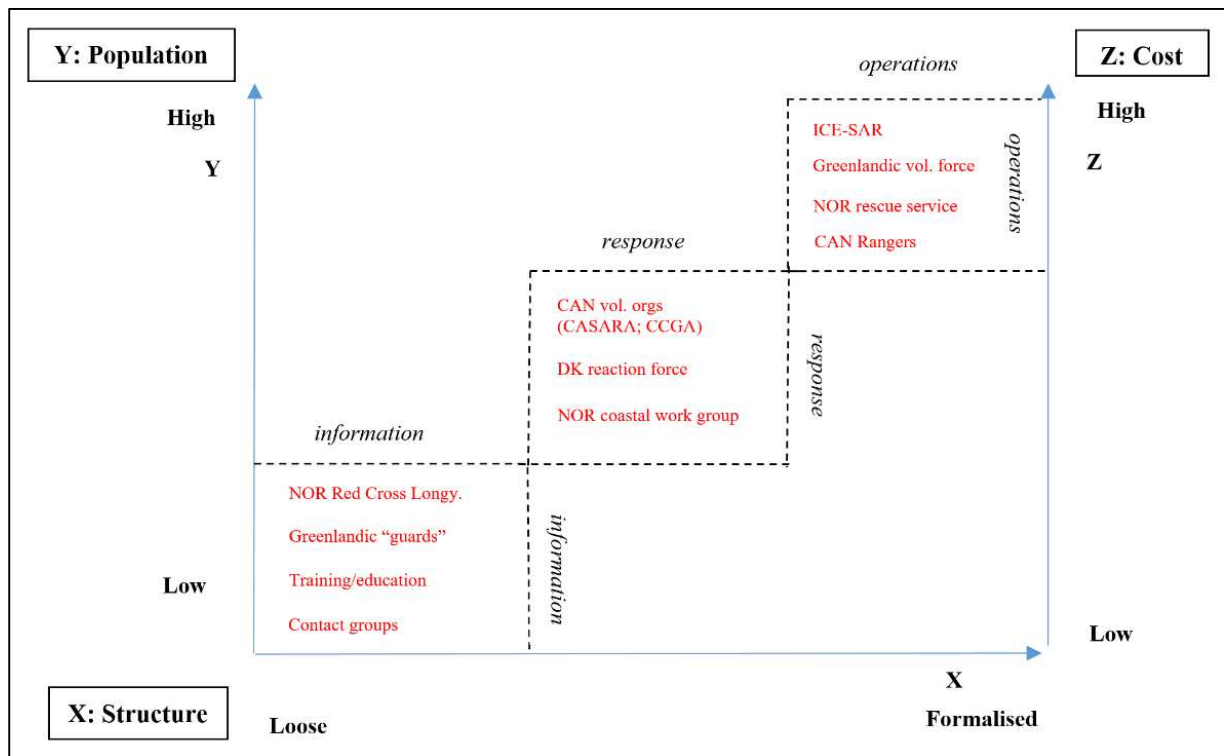 Y: Population
Z: Cost
operations
High
High
ICE-SAR
operations
Y
Z
Greenlandic vol. force
NOR rescue service
response
CAN Rangers
CAN vol. orgs
(CASARA; CCGA)
response
DK reaction force
NOR coastal work group
information
NOR Red Cross Longy.
information
Greenlandic “guards”
Low
Training/education
Contact groups
Low
X
X: Structure
Loose
Formalised